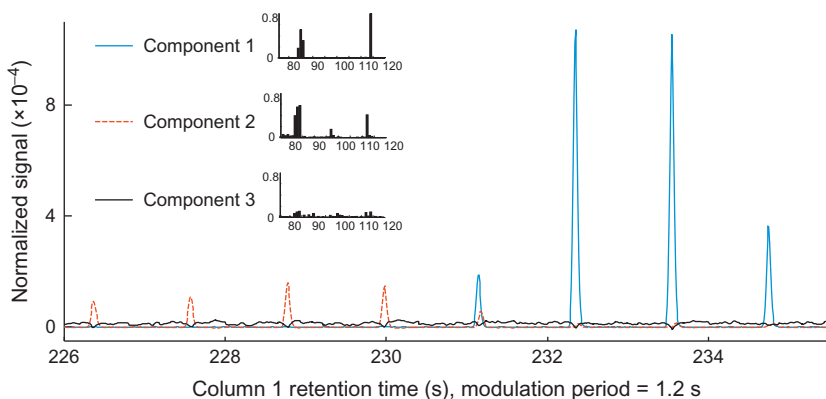 0.8
Component 1
0
80 90 100 110 120
0.8
Component 2
0
80 90 100 110 120
0.8
Component 3
0
80 90 100 110 120
Normalized signal (×10⁻⁴)
8
4
0
226 228 230 232 234
Column 1 retention time (s), modulation period = 1.2 s